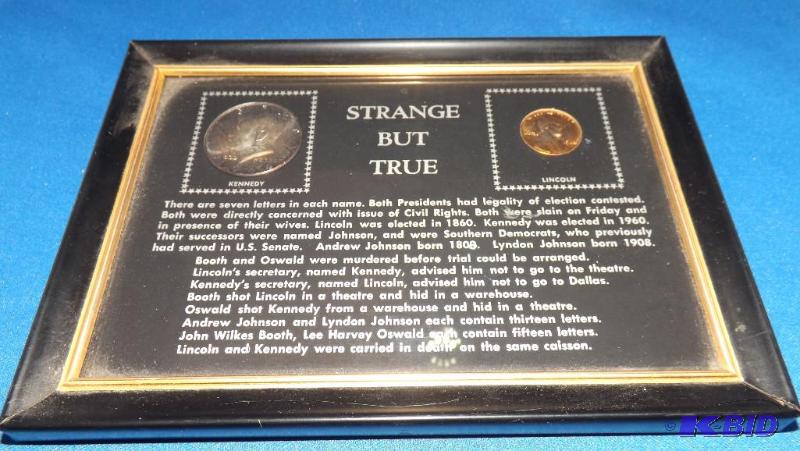 STRANGE
BUT
TRUE
KENNEDY
LINCOLN
There are seven letters in each name. Both Presidents had legality of election contested.
Both were directly concerned with issue of Civil Rights. Both were slain on Friday and
in presence of their wives. Lincoln was elected in 1860. Kennedy was elected in 1960.
Their successors were named Johnson, and were Southern Democrats, who previously
had served in U.S. Senate. Andrew Johnson born 1808. Lyndon Johnson born 1908.
Booth and Oswald were murdered before trial could be arranged.
Lincoln's secretary, named Kennedy, advised him not to go to the theatre.
Kennedy's secretary, named Lincoln, advised him not to go to Dallas.
Booth shot Lincoln in a theatre and hid in a warehouse.
Oswald shot Kennedy from a warehouse and hid in a theatre.
Andrew Johnson and Lyndon Johnson each contain thirteen letters.
John Wilkes Booth, Lee Harvey Oswald each contain fifteen letters.
Lincoln and Kennedy were carried in death on the same caisson.
© K-BID